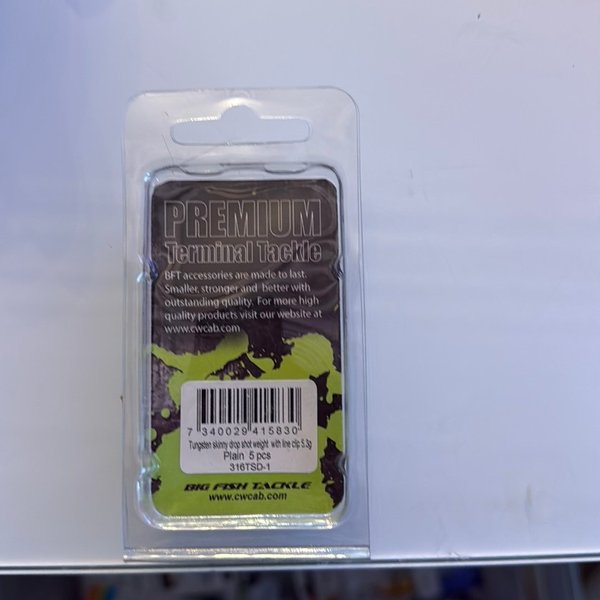 PREMIUM
Terminal Tackle
BFT accessories are made to last.
Smaller, stronger and better with
outstanding quality. For more high
quality products visit our website at
www.cwcab.com
7 340029 415830
Tungsten skinny drop shot weight with line clip 5.3g
Plain 5 pcs
316TSD-1
BIG FISH TACKLE
www.cwcab.com